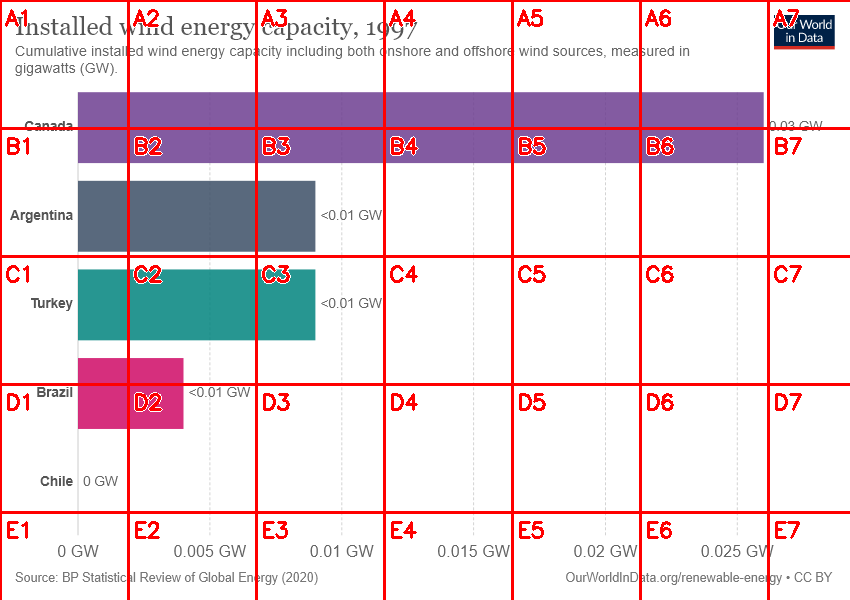 Installed wind energy capacity, 1997
Our World
in Data
Cumulative installed wind energy capacity including both onshore and offshore wind sources, measured in
gigawatts (GW).
A1 A2 A3 A4 A5 A6 A7
Canada 0.03 GW
B1 B2 B3 B4 B5 B6 B7
Argentina <0.01 GW
C1 C2 C3 C4 C5 C6 C7
Turkey <0.01 GW
Brazil <0.01 GW
D1 D2 D3 D4 D5 D6 D7
Chile 0 GW
E1 E2 E3 E4 E5 E6 E7
0 GW 0.005 GW 0.01 GW 0.015 GW 0.02 GW 0.025 GW
Source: BP Statistical Review of Global Energy (2020) OurWorldInData.org/renewable-energy • CC BY